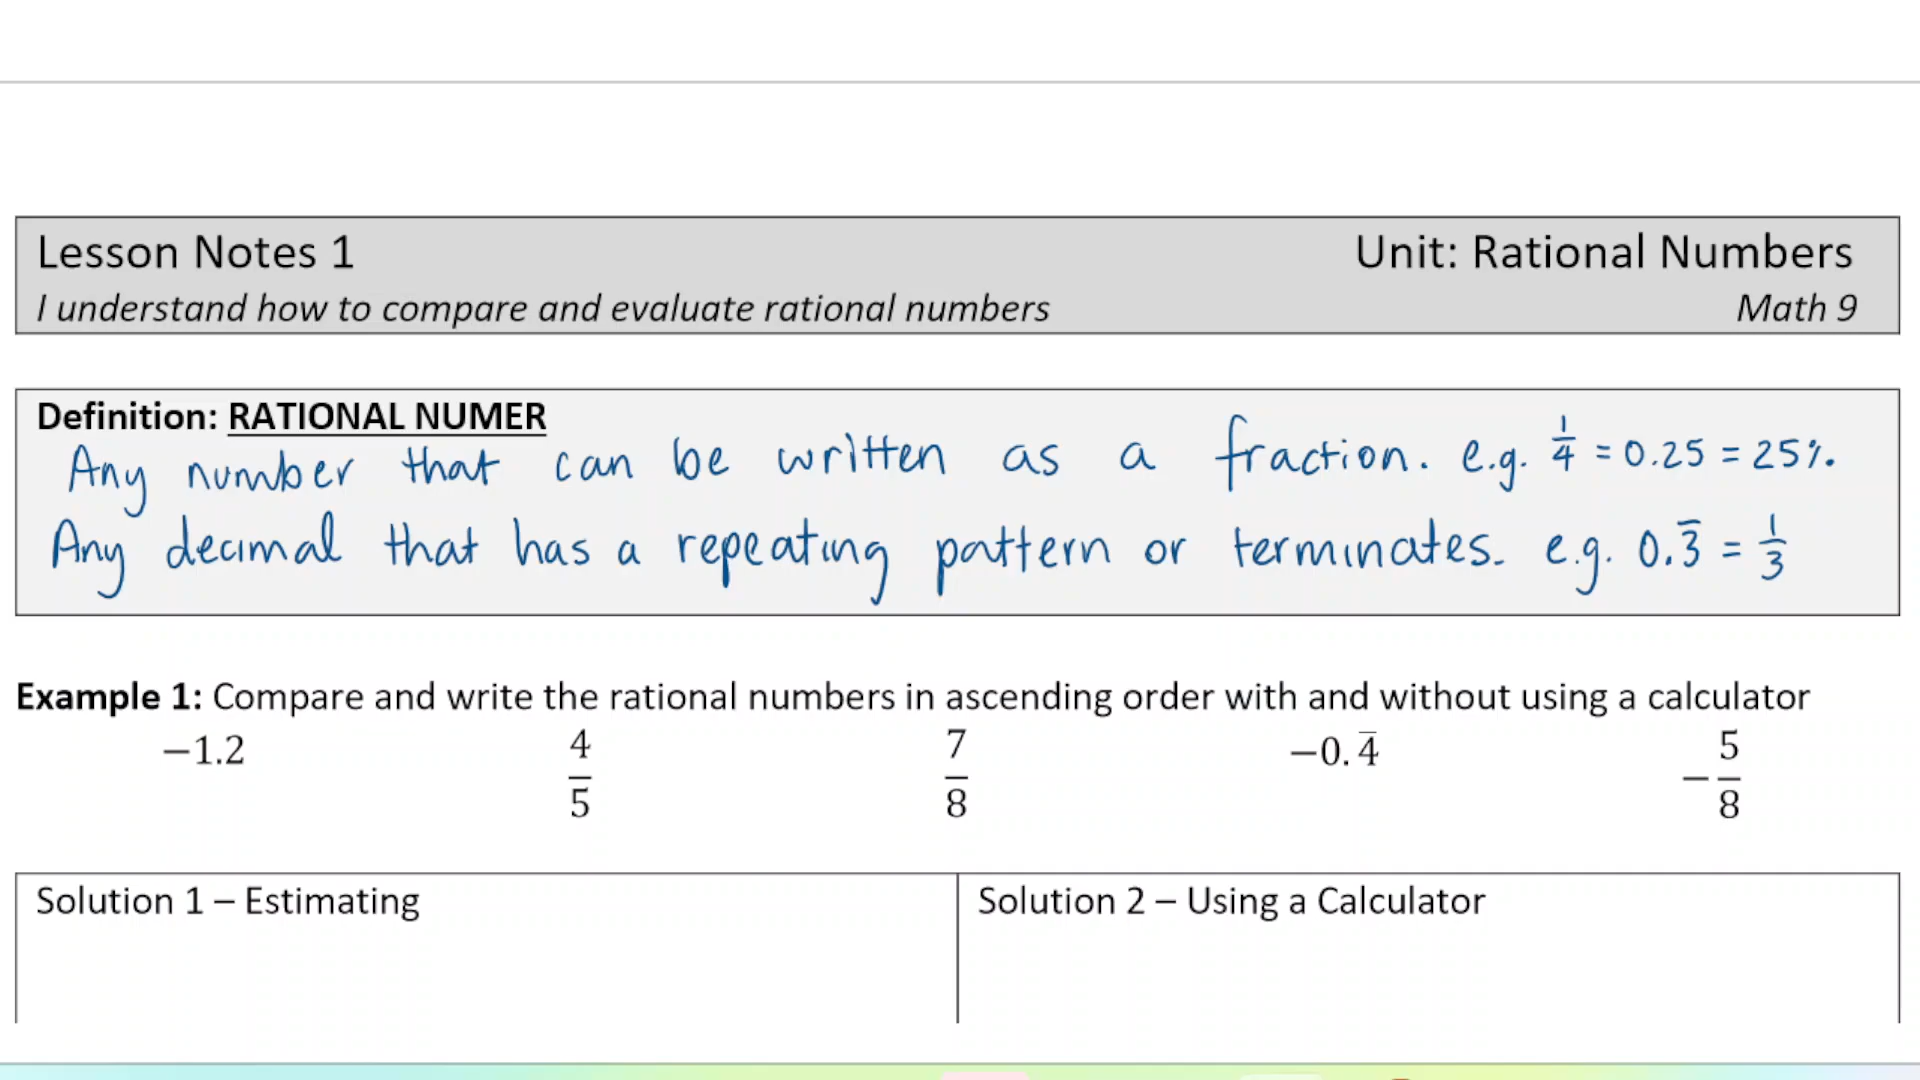 Lesson Notes 1 Unit: Rational Numbers
I understand how to compare and evaluate rational numbers Math 9
Definition: RATIONAL NUMER
Any number that can be written as a fraction. e.g. 1/4 = 0.25 = 25%.
Any decimal that has a repeating pattern or terminates. e.g. 0.3̅ = 1/3
Example 1: Compare and write the rational numbers in ascending order with and without using a calculator
−1.2 4/5 7/8 −0.4̅ −5/8
Solution 1 – Estimating Solution 2 – Using a Calculator